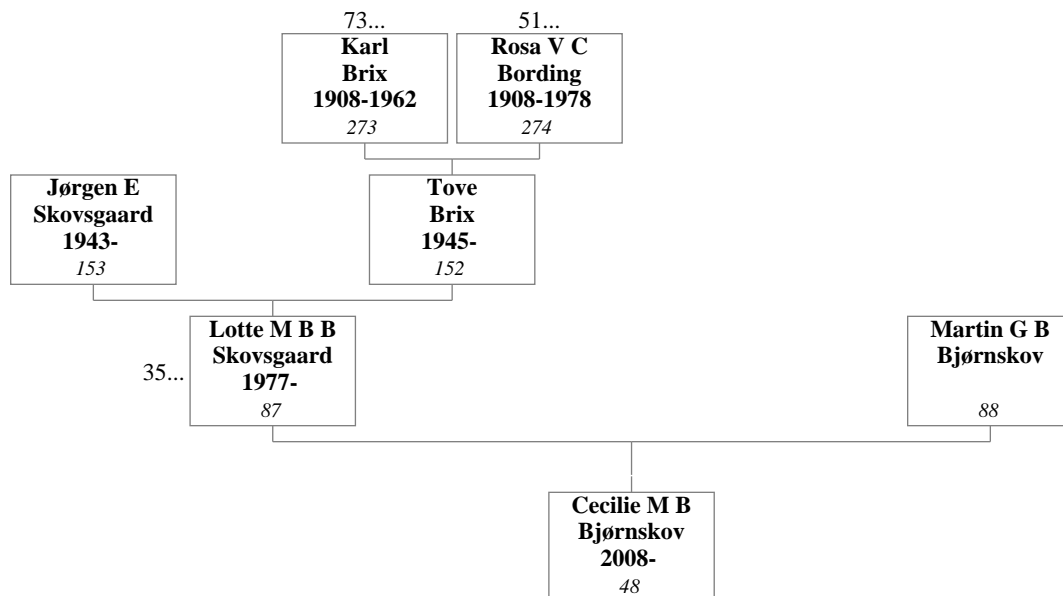 73...
51...
Karl
Brix
1908-1962
273
Rosa V C
Bording
1908-1978
274
Jørgen E
Skovsgaard
1943-
153
Tove
Brix
1945-
152
35...
Lotte M B B
Skovsgaard
1977-
87
Martin G B
Bjørnskov
88
Cecilie M B
Bjørnskov
2008-
48